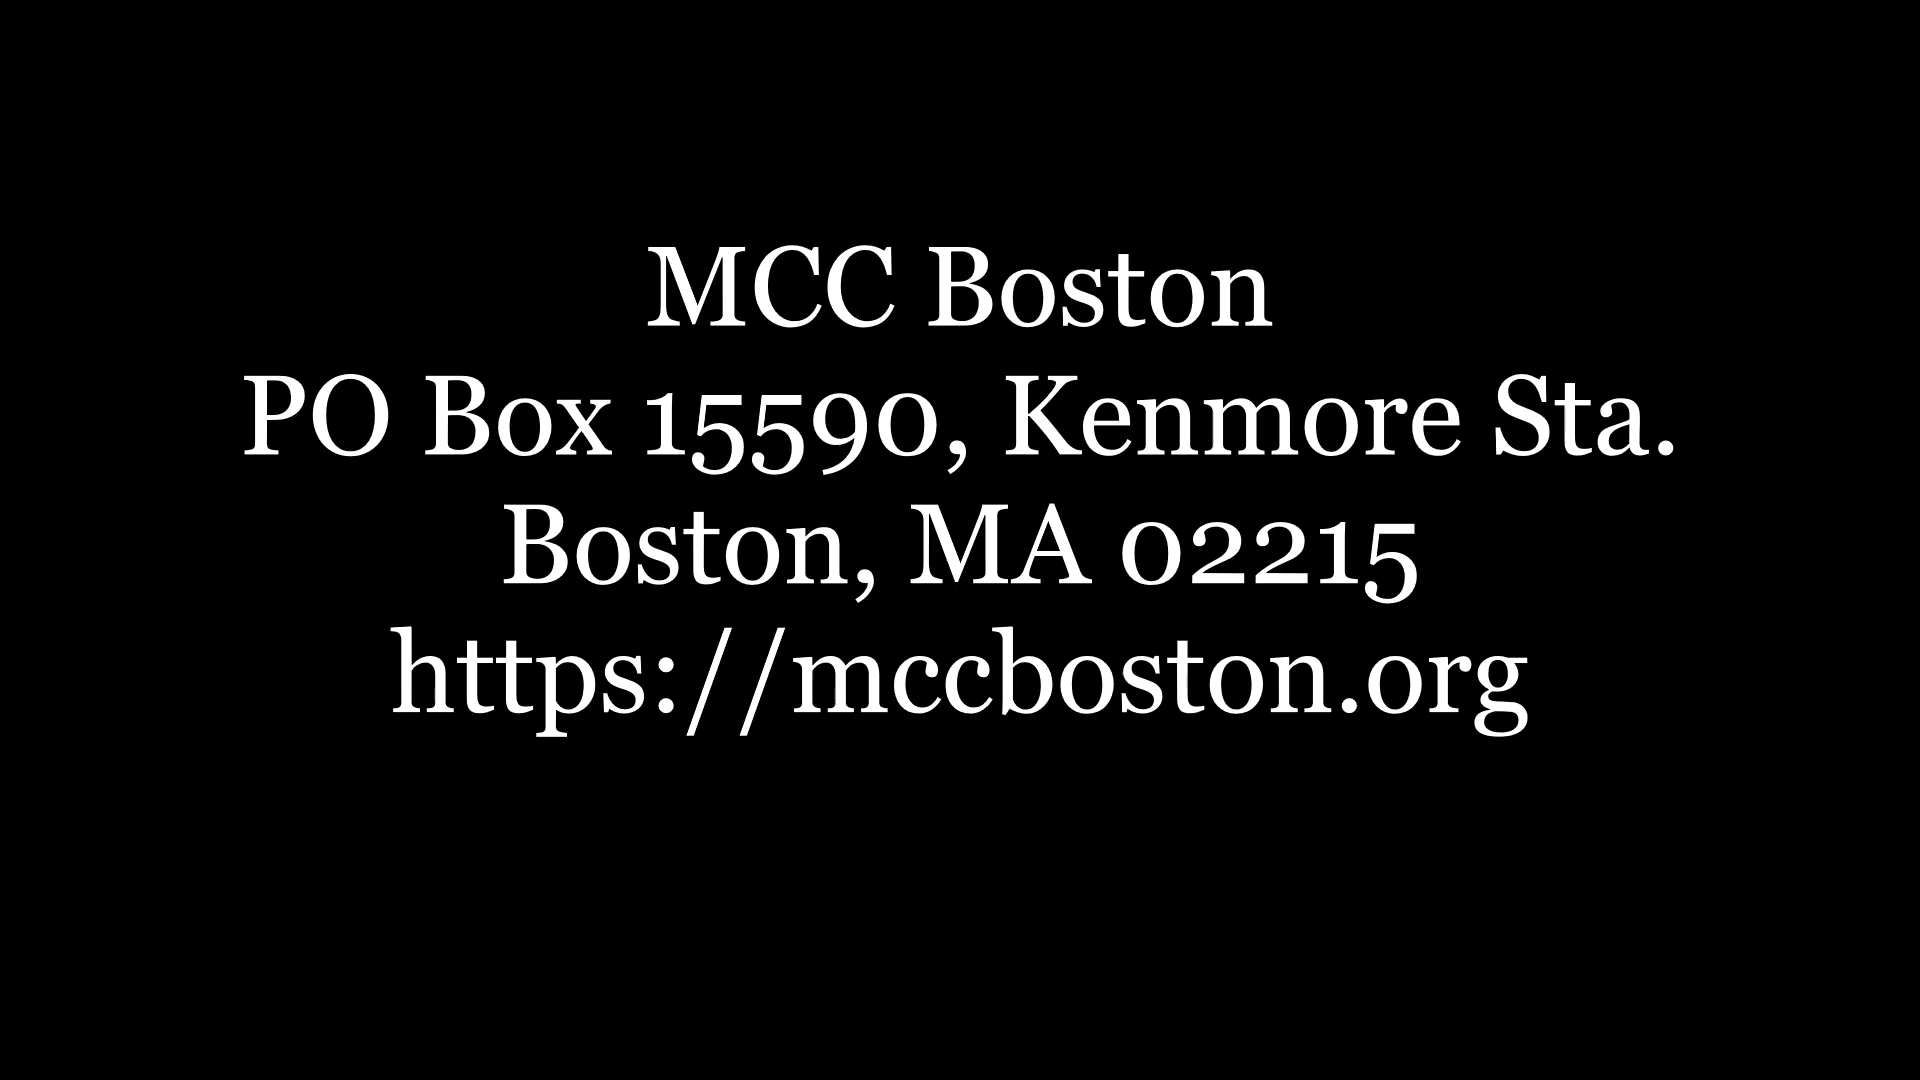 MCC Boston
PO Box 15590, Kenmore Sta.
Boston, MA 02215
https://mccboston.org